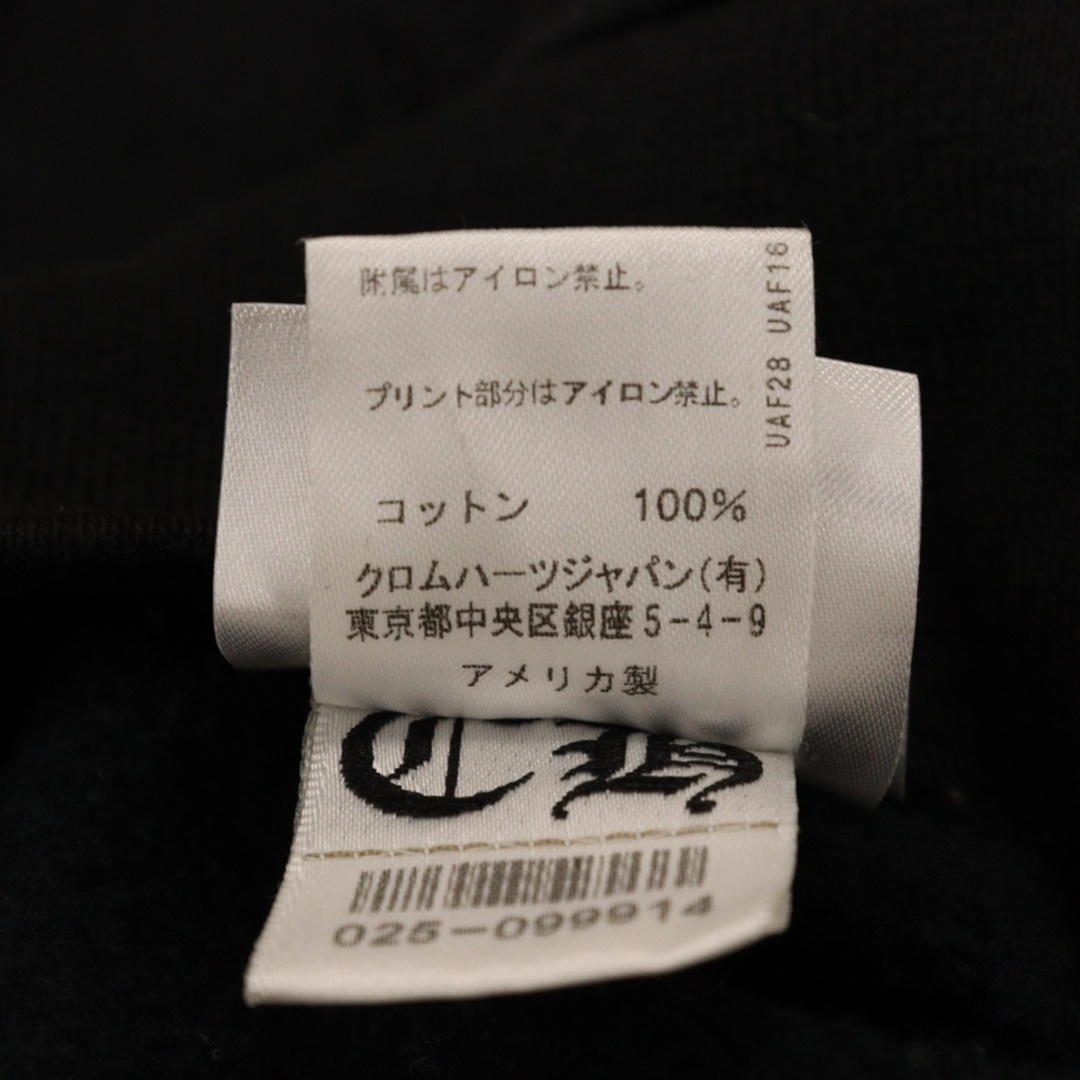 附属はアイロン禁止。
プリント部分はアイロン禁止。
コットン 100%
クロムハーツジャパン(有)
東京都中央区銀座5-4-9
アメリカ製
UAF28 UAF16
025-099914